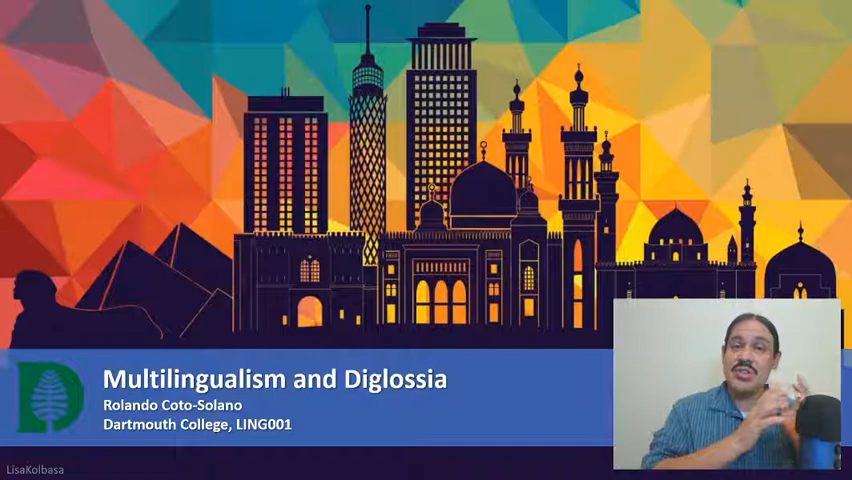 Multilingualism and Diglossia
Rolando Coto-Solano
Dartmouth College, LING001
LisaKolbasa